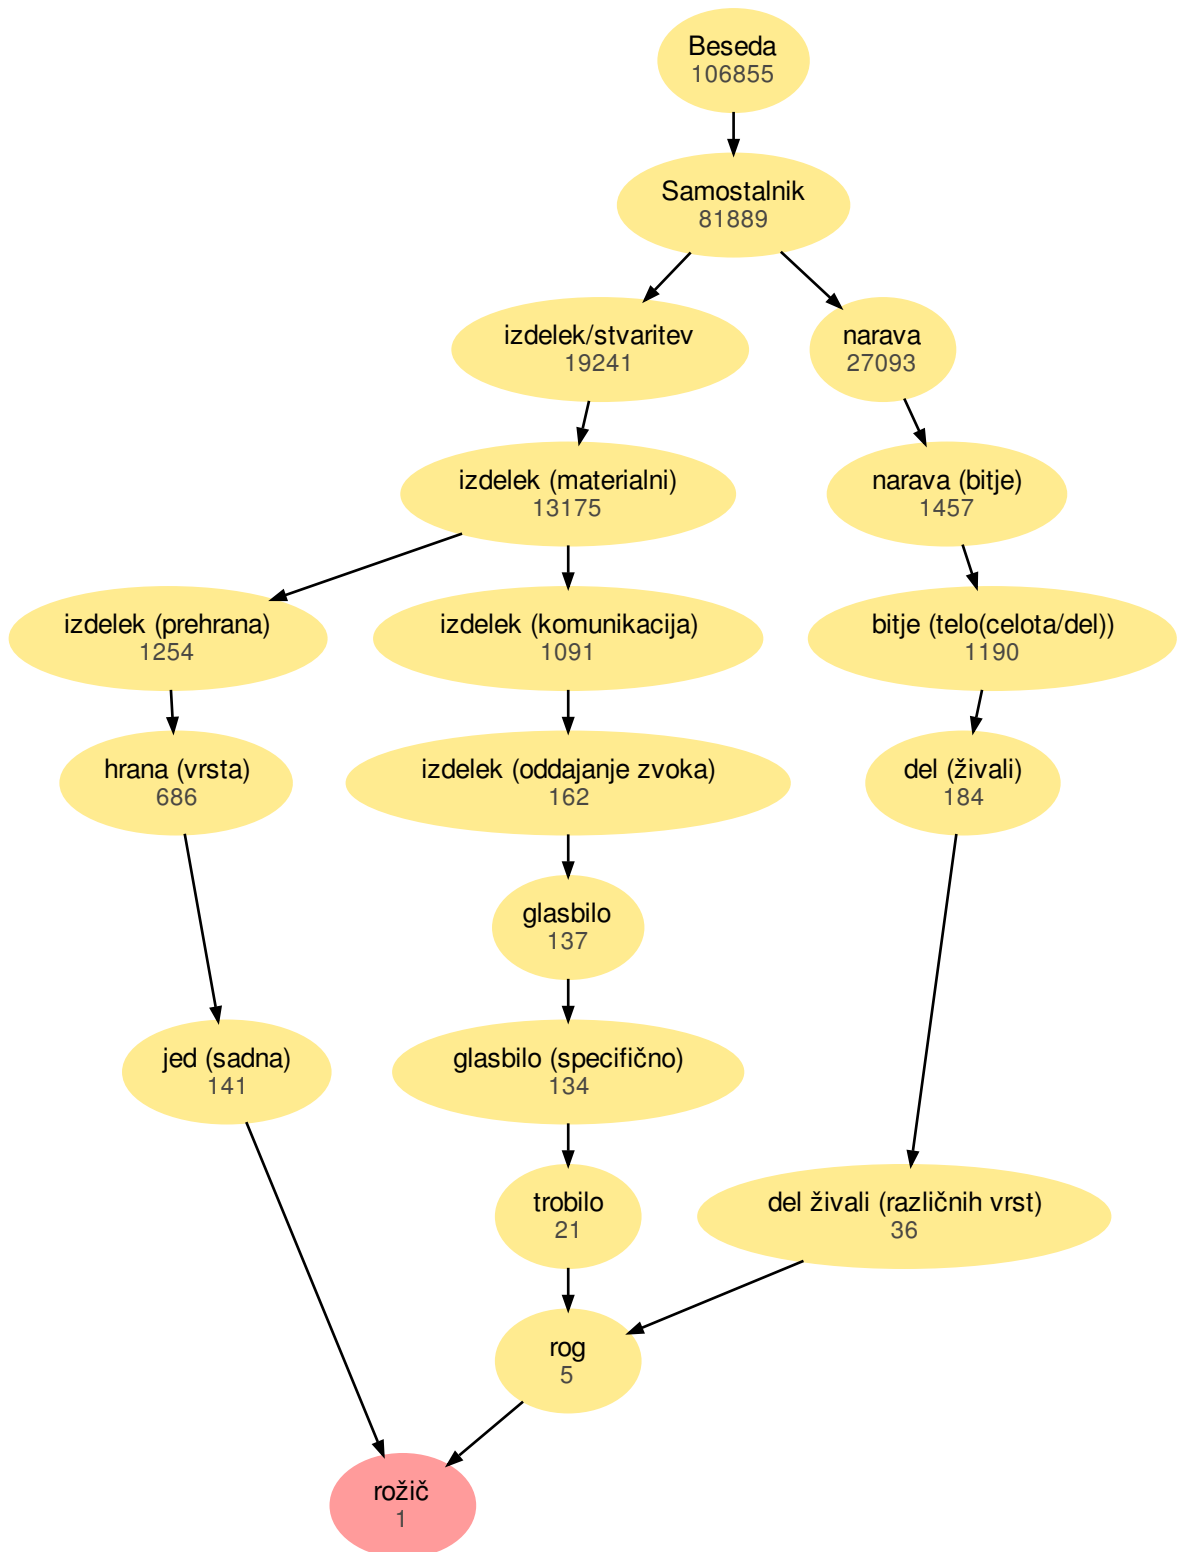 Beseda
106855
Samostalnik
81889
izdelek/stvaritev
19241
narava
27093
izdelek (materialni)
13175
narava (bitje)
1457
izdelek (prehrana)
1254
izdelek (komunikacija)
1091
bitje (telo(celota/del))
1190
hrana (vrsta)
686
izdelek (oddajanje zvoka)
162
del (živali)
184
glasbilo
137
jed (sadna)
141
glasbilo (specifično)
134
trobilo
21
del živali (različnih vrst)
36
rog
5
rožič
1